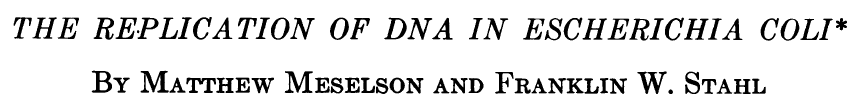 THE REPLICATION OF DNA IN ESCHERICHIA COLI*
BY MATTHEW MESELSON AND FRANKLIN W. STAHL